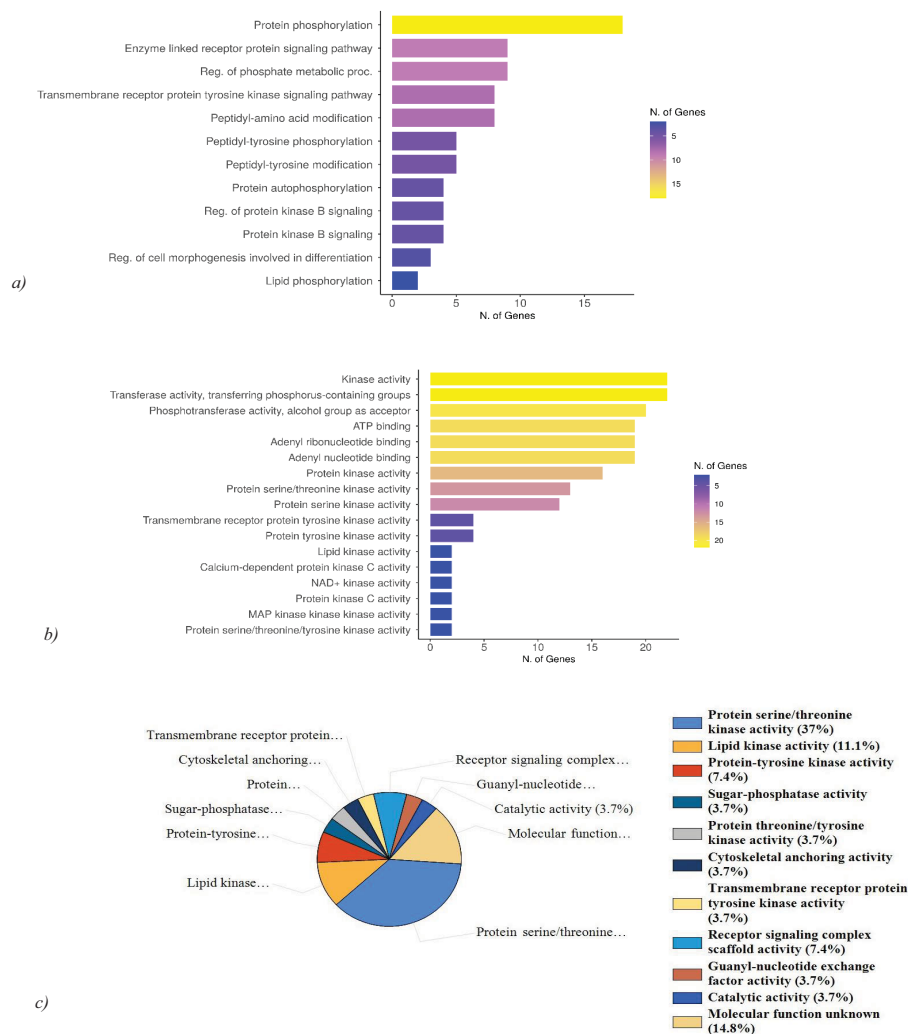 Protein phosphorylation
Enzyme linked receptor protein signaling pathway
Reg. of phosphate metabolic proc.
Transmembrane receptor protein tyrosine kinase signaling pathway
Peptidyl-amino acid modification
Peptidyl-tyrosine phosphorylation
Peptidyl-tyrosine modification
Protein autophosphorylation
Reg. of protein kinase B signaling
Protein kinase B signaling
Reg. of cell morphogenesis involved in differentiation
Lipid phosphorylation
0 5 10 15
N. of Genes
N. of Genes
5
10
15
a)
Kinase activity
Transferase activity, transferring phosphorus-containing groups
Phosphotransferase activity, alcohol group as acceptor
ATP binding
Adenyl ribonucleotide binding
Adenyl nucleotide binding
Protein kinase activity
Protein serine/threonine kinase activity
Protein serine kinase activity
Transmembrane receptor protein tyrosine kinase activity
Protein tyrosine kinase activity
Lipid kinase activity
Calcium-dependent protein kinase C activity
NAD+ kinase activity
Protein kinase C activity
MAP kinase kinase kinase activity
Protein serine/threonine/tyrosine kinase activity
0 5 10 15 20
N. of Genes
N. of Genes
5
10
15
20
b)
Transmembrane receptor protein…
Cytoskeletal anchoring…
Protein…
Sugar-phosphatase…
Protein-tyrosine…
Lipid kinase…
Receptor signaling complex…
Guanyl-nucleotide…
Catalytic activity (3.7%)
Molecular function…
Protein serine/threonine…
Protein serine/threonine
kinase activity (37%)
Lipid kinase activity (11.1%)
Protein-tyrosine kinase activity
(7.4%)
Sugar-phosphatase activity
(3.7%)
Protein threonine/tyrosine
kinase activity (3.7%)
Cytoskeletal anchoring activity
(3.7%)
Transmembrane receptor protein
tyrosine kinase activity
(3.7%)
Receptor signaling complex
scaffold activity (7.4%)
Guanyl-nucleotide exchange
factor activity (3.7%)
Catalytic activity (3.7%)
Molecular function unknown
(14.8%)
c)